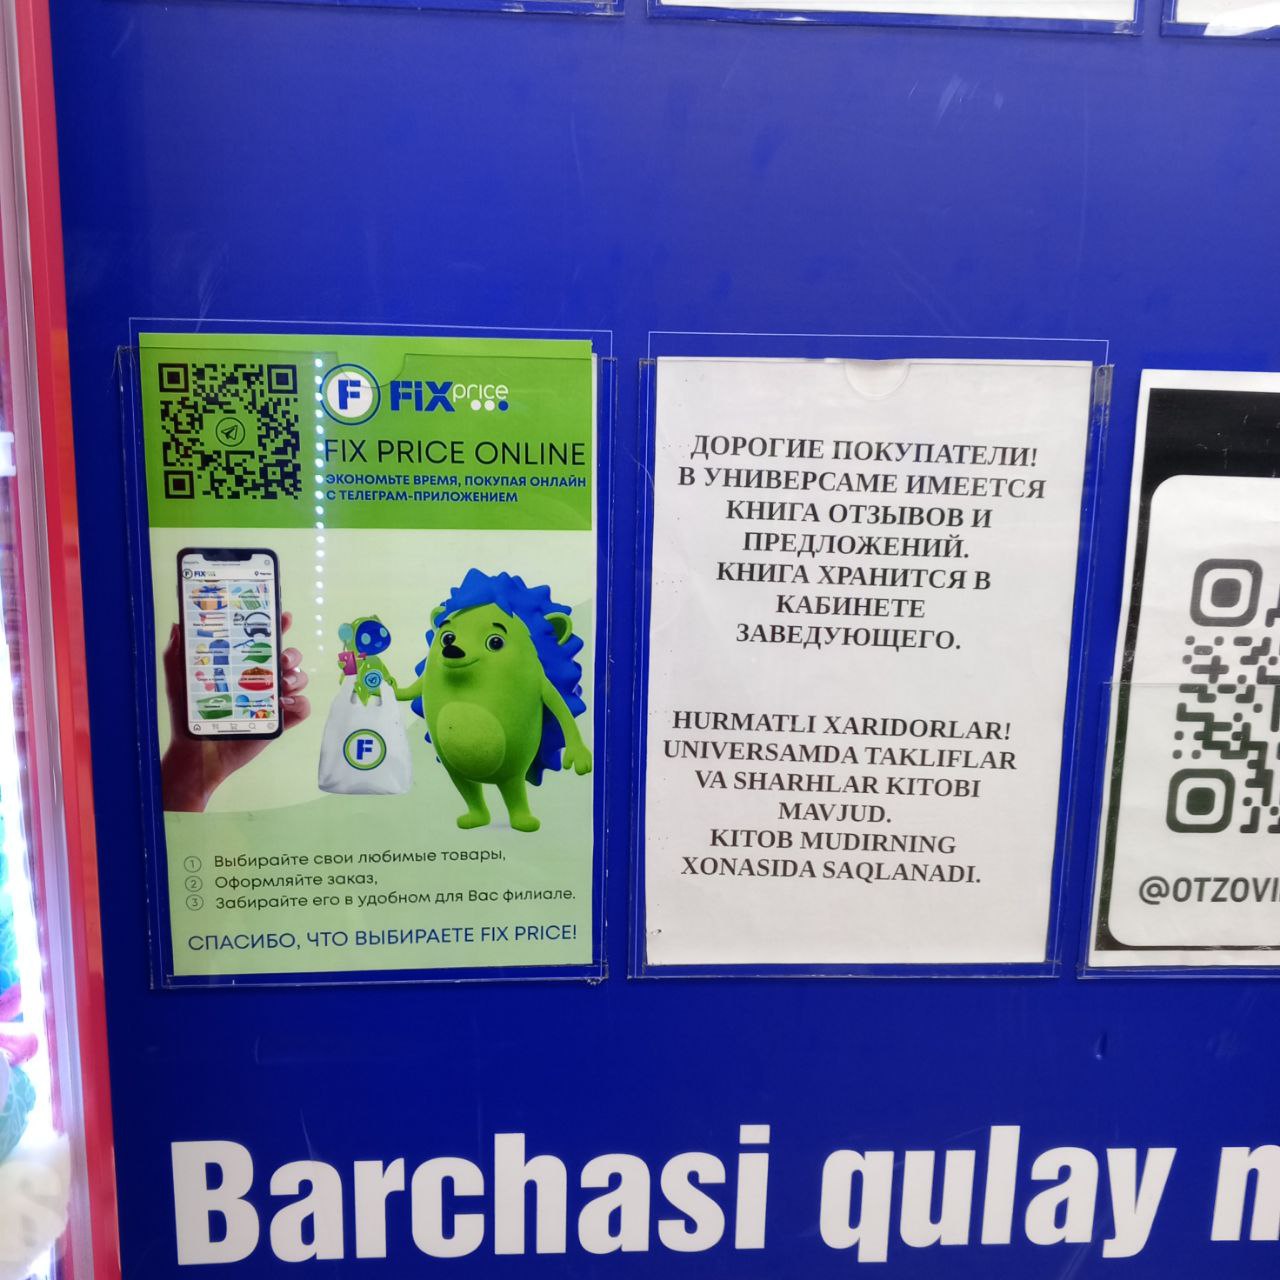 FiXprice
FIX PRICE ONLINE
ЭКОНОМЬТЕ ВРЕМЯ, ПОКУПАЯ ОНЛАЙН
С ТЕЛЕГРАМ-ПРИЛОЖЕНИЕМ
1 Выбирайте свои любимые товары,
2 Оформляйте заказ,
3 Забирайте его в удобном для Вас филиале.
СПАСИБО, ЧТО ВЫБИРАЕТЕ FIX PRICE!
ДОРОГИЕ ПОКУПАТЕЛИ!
В УНИВЕРСАМЕ ИМЕЕТСЯ
КНИГА ОТЗЫВОВ И
ПРЕДЛОЖЕНИЙ.
КНИГА ХРАНИТСЯ В
КАБИНЕТЕ
ЗАВЕДУЮЩЕГО.
HURMATLI XARIDORLAR!
UNIVERSAMDA TAKLIFLAR
VA SHARHLAR KITOBI
MAVJUD.
KITOB MUDIRNING
XONASIDA SAQLANADI.
@OTZOVI
Barchasi qulay